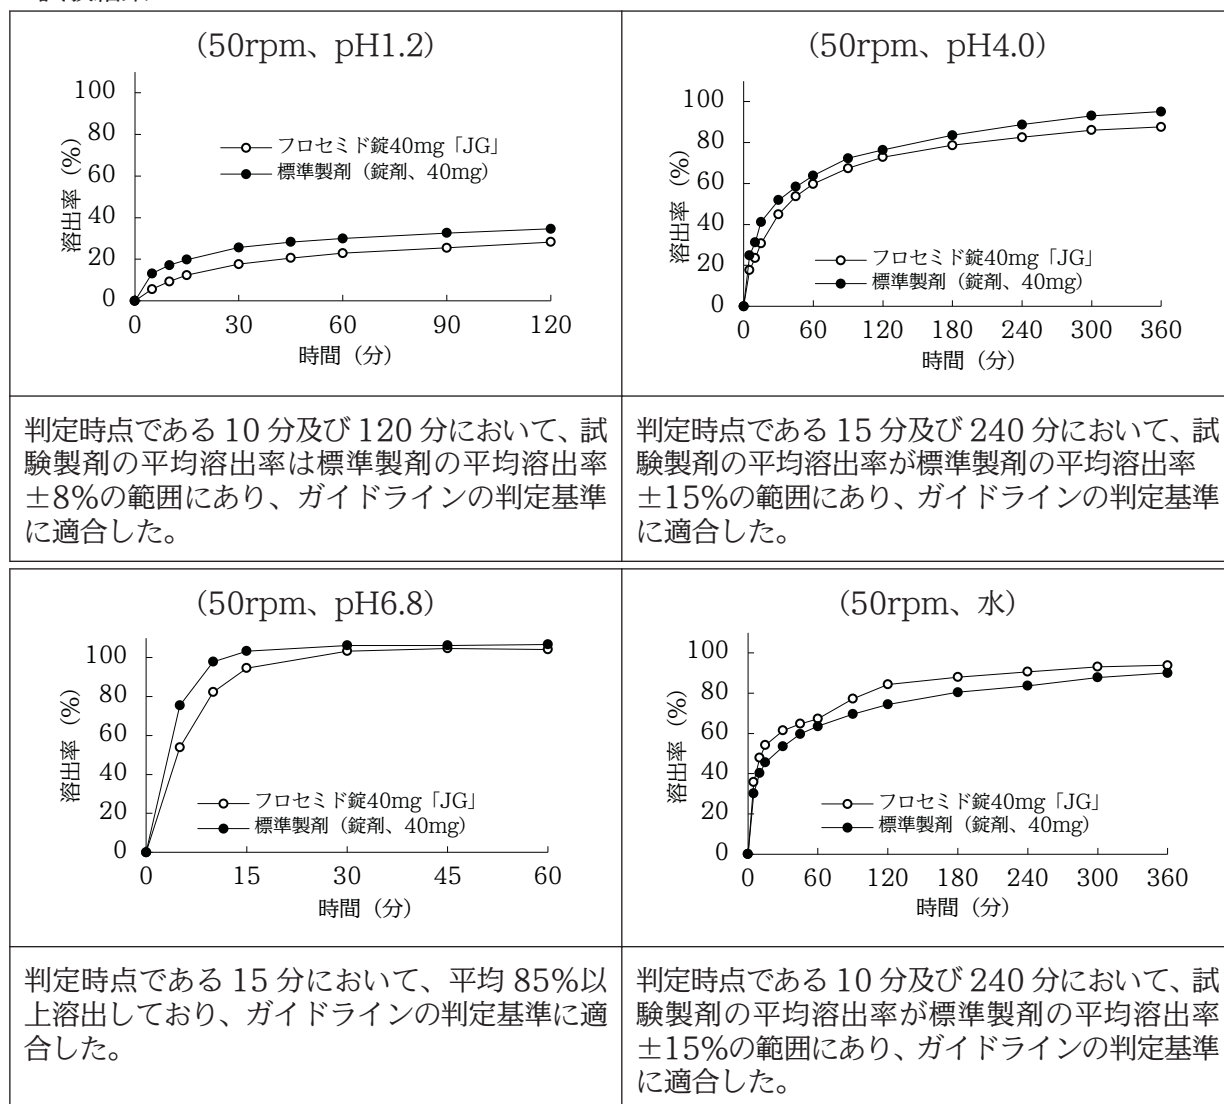 (50rpm、pH1.2)
溶出率 (%)
100
80
60
40
20
0
フロセミド錠40mg「JG」
標準製剤（錠剤、40mg）
0 30 60 90 120
時間（分）
(50rpm、pH4.0)
溶出率 (%)
100
80
60
40
20
0
フロセミド錠40mg「JG」
標準製剤（錠剤、40mg）
0 60 120 180 240 300 360
時間（分）
判定時点である 10 分及び 120 分において、試
験製剤の平均溶出率は標準製剤の平均溶出率
±8%の範囲にあり、ガイドラインの判定基準
に適合した。
判定時点である 15 分及び 240 分において、試
験製剤の平均溶出率が標準製剤の平均溶出率
±15%の範囲にあり、ガイドラインの判定基準
に適合した。
(50rpm、pH6.8)
溶出率 (%)
100
80
60
40
20
0
フロセミド錠40mg「JG」
標準製剤（錠剤、40mg）
0 15 30 45 60
時間（分）
(50rpm、水)
溶出率 (%)
100
80
60
40
20
0
フロセミド錠40mg「JG」
標準製剤（錠剤、40mg）
0 60 120 180 240 300 360
時間（分）
判定時点である 15 分において、平均 85%以
上溶出しており、ガイドラインの判定基準に適
合した。
判定時点である 10 分及び 240 分において、試
験製剤の平均溶出率が標準製剤の平均溶出率
±15%の範囲にあり、ガイドラインの判定基準
に適合した。